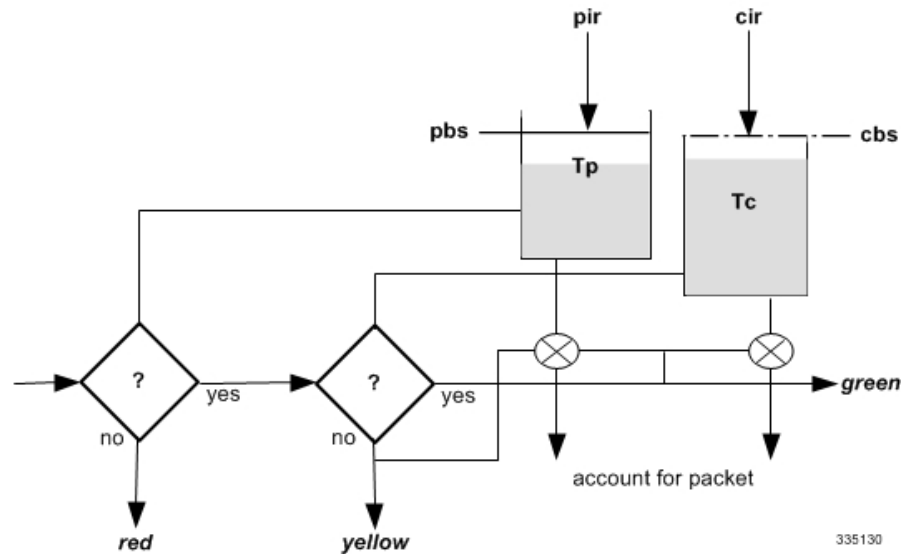 pir
cir
pbs
cbs
Tp
Tc
?
?
yes
yes
green
no
no
account for packet
red
yellow
335130